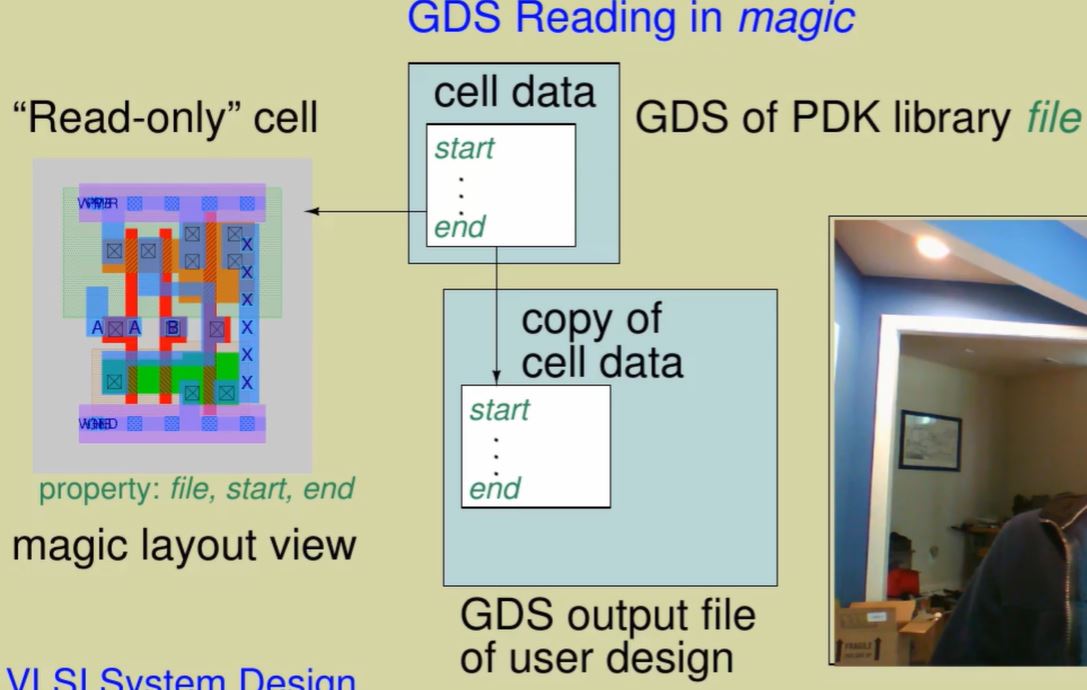 GDS Reading in magic
cell data
"Read-only" cell
GDS of PDK library file
start
end
A A B
X
X
X
X
X
X
copy of
cell data
start
end
property: file, start, end
magic layout view
GDS output file
of user design
VLSI System Design
FRAGILE